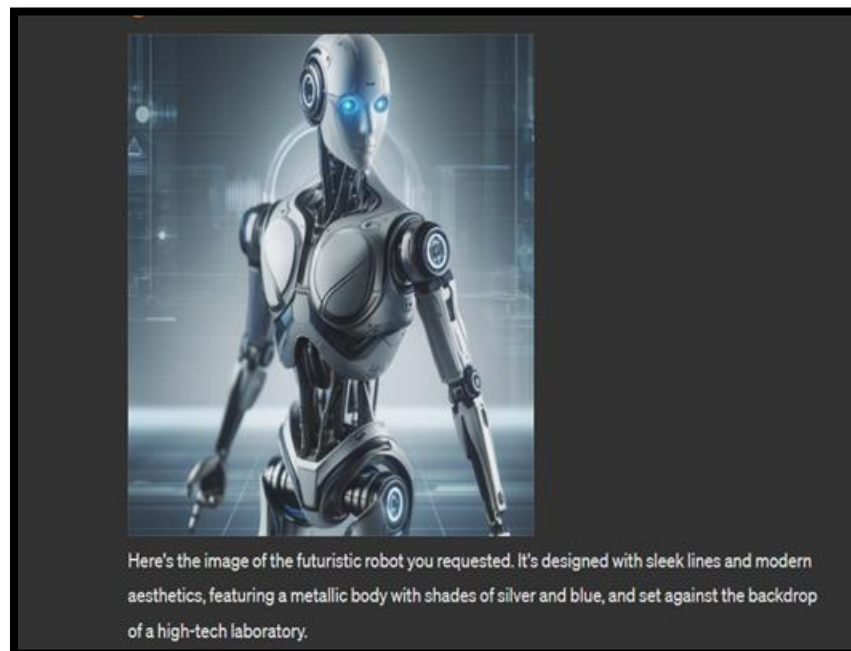 Here's the image of the futuristic robot you requested. It's designed with sleek lines and modern
aesthetics, featuring a metallic body with shades of silver and blue, and set against the backdrop
of a high-tech laboratory.